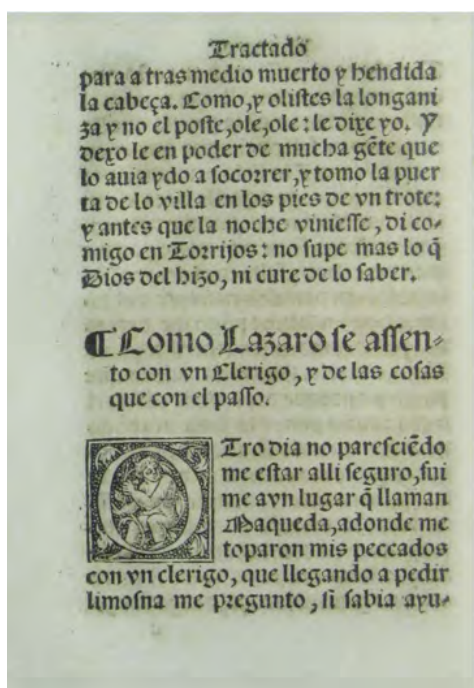 Tractado
para a tras medio muerto y hendida
la cabeça. Como, y olistes la longani
za y no el poste, ole, ole: le dixe yo. Y
dexo le en poder de mucha gẽte que
lo auia ydo a socorrer, y tomo la puer
ta de lo villa en los pies de vn trote:
y antes que la noche viniesse, di co-
migo en Torrijos: no supe mas lo q̃
Dios del hizo, ni cure de lo saber.
¶ Como Lazaro se assen-
to con vn Clerigo, y de las cosas
que con el passo.
OTro dia no paresciẽdo
me estar alli seguro, fui
me a vn lugar q̃ llaman
Maqueda, adonde me
toparon mis peccados
con vn clerigo, que llegando a pedir
limosna me pregunto, si sabia ayu-